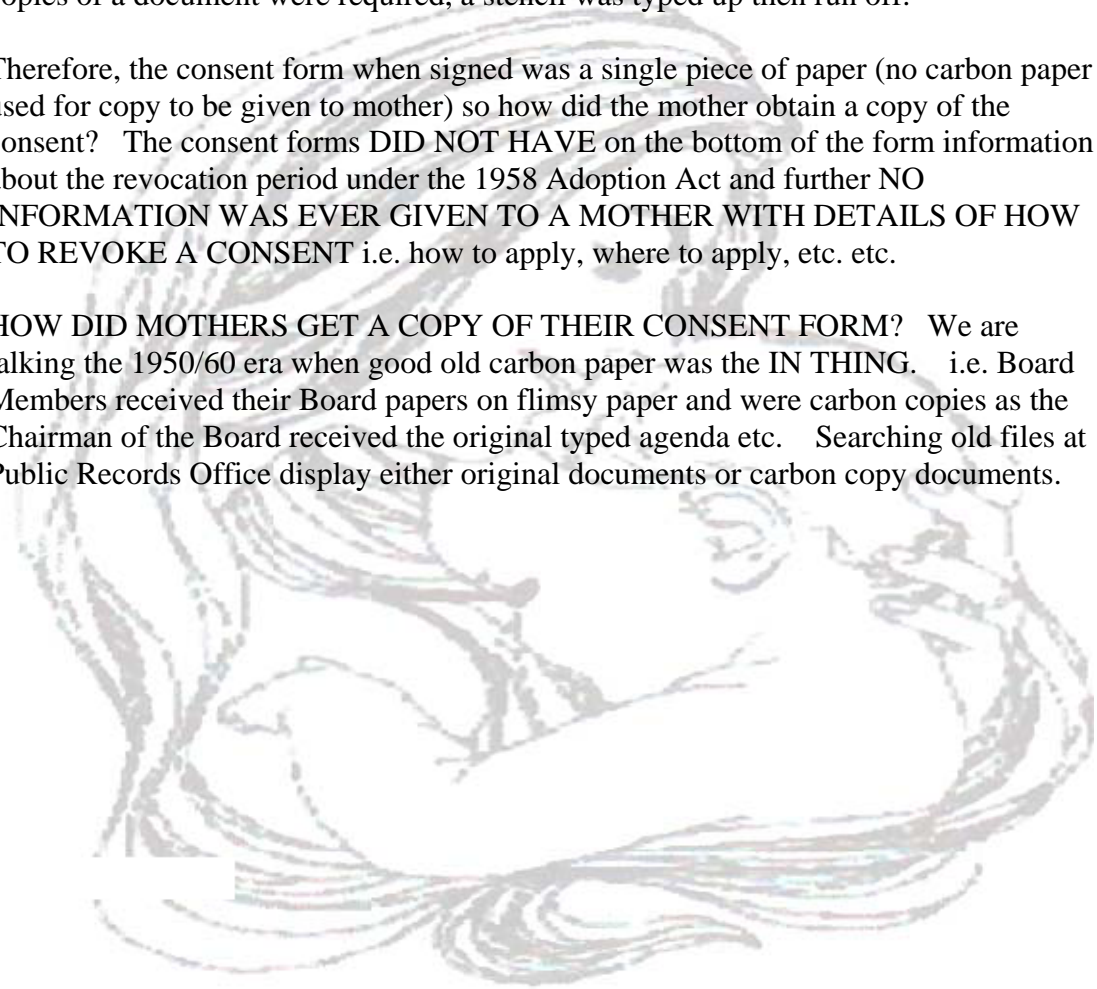 copies of a document were required, a stencil was typed up then run off.
Therefore, the consent form when signed was a single piece of paper (no carbon paper
used for copy to be given to mother) so how did the mother obtain a copy of the
consent? The consent forms DID NOT HAVE on the bottom of the form information
about the revocation period under the 1958 Adoption Act and further NO
INFORMATION WAS EVER GIVEN TO A MOTHER WITH DETAILS OF HOW
TO REVOKE A CONSENT i.e. how to apply, where to apply, etc. etc.
HOW DID MOTHERS GET A COPY OF THEIR CONSENT FORM? We are
talking the 1950/60 era when good old carbon paper was the IN THING. i.e. Board
Members received their Board papers on flimsy paper and were carbon copies as the
Chairman of the Board received the original typed agenda etc. Searching old files at
Public Records Office display either original documents or carbon copy documents.